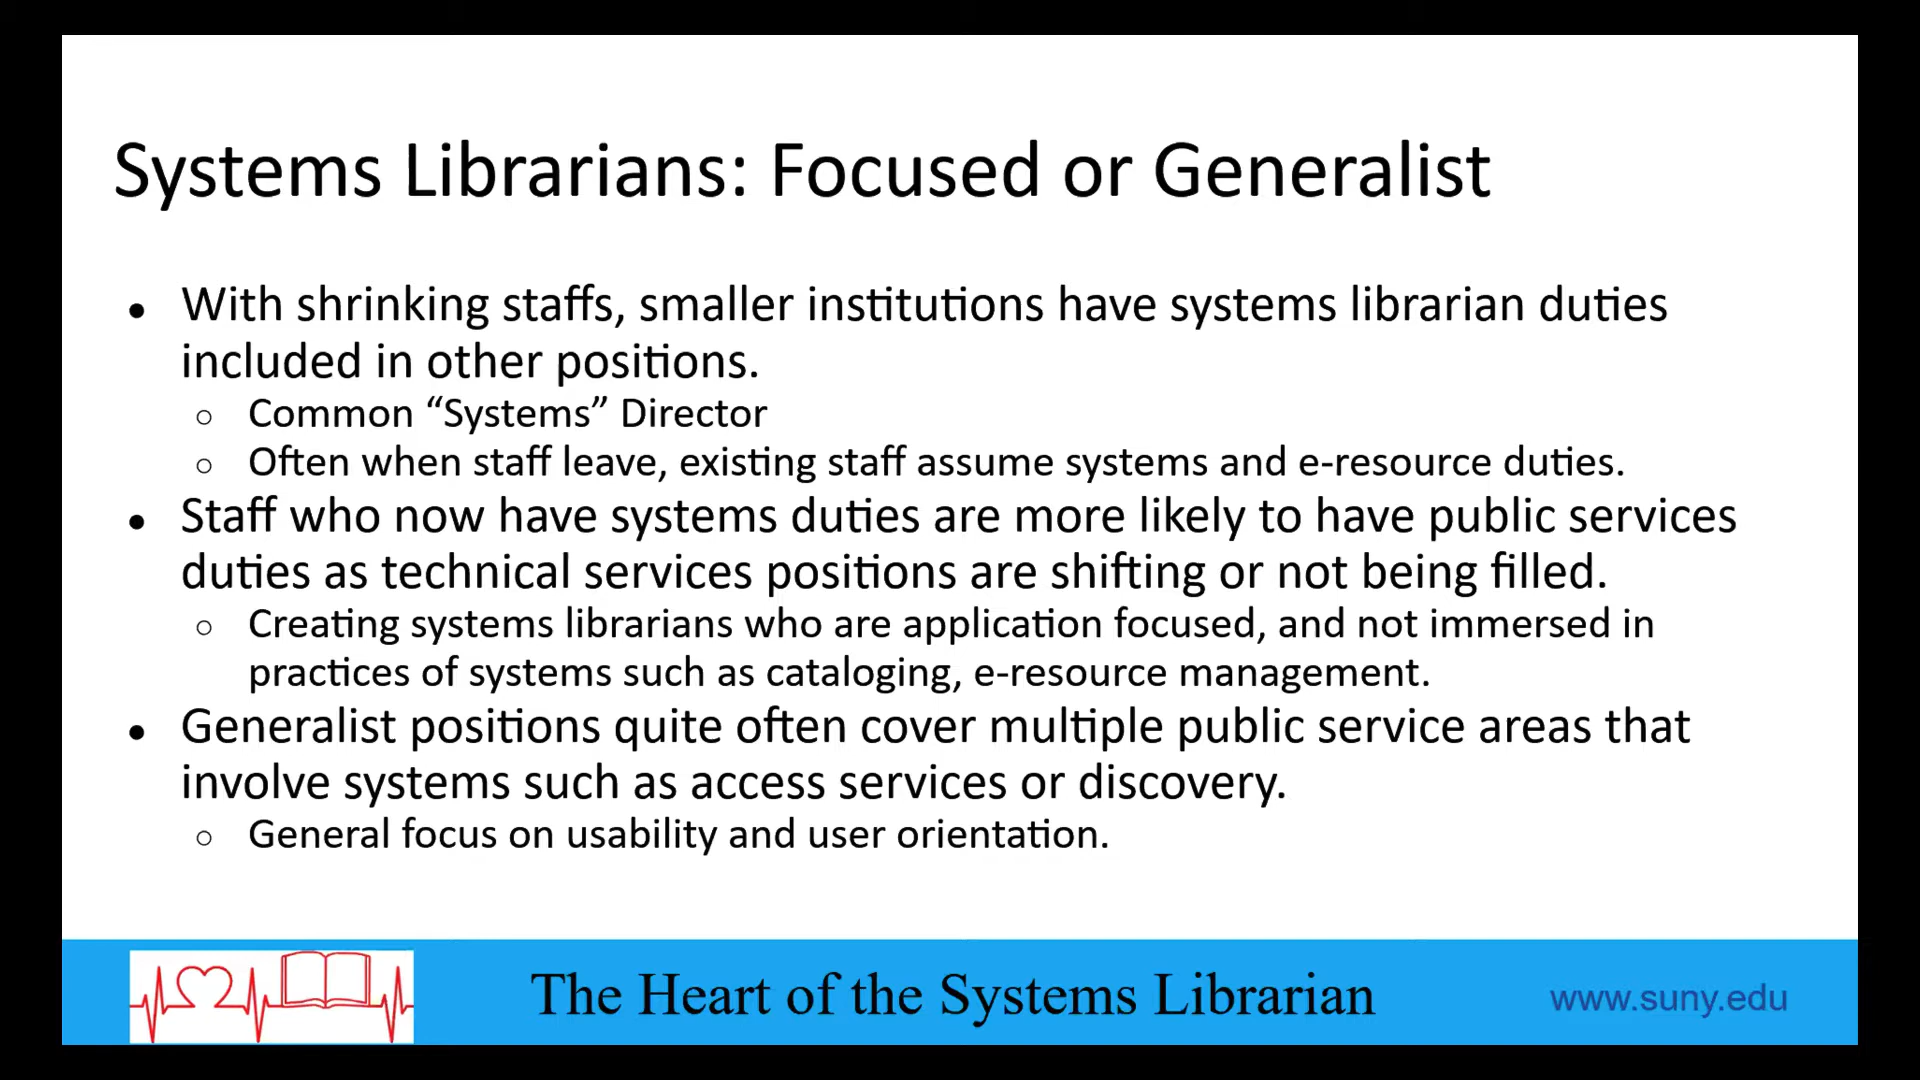 Systems Librarians: Focused or Generalist
• With shrinking staffs, smaller institutions have systems librarian duties
included in other positions.
○ Common “Systems” Director
○ Often when staff leave, existing staff assume systems and e-resource duties.
• Staff who now have systems duties are more likely to have public services
duties as technical services positions are shifting or not being filled.
○ Creating systems librarians who are application focused, and not immersed in
practices of systems such as cataloging, e-resource management.
• Generalist positions quite often cover multiple public service areas that
involve systems such as access services or discovery.
○ General focus on usability and user orientation.
The Heart of the Systems Librarian
www.suny.edu